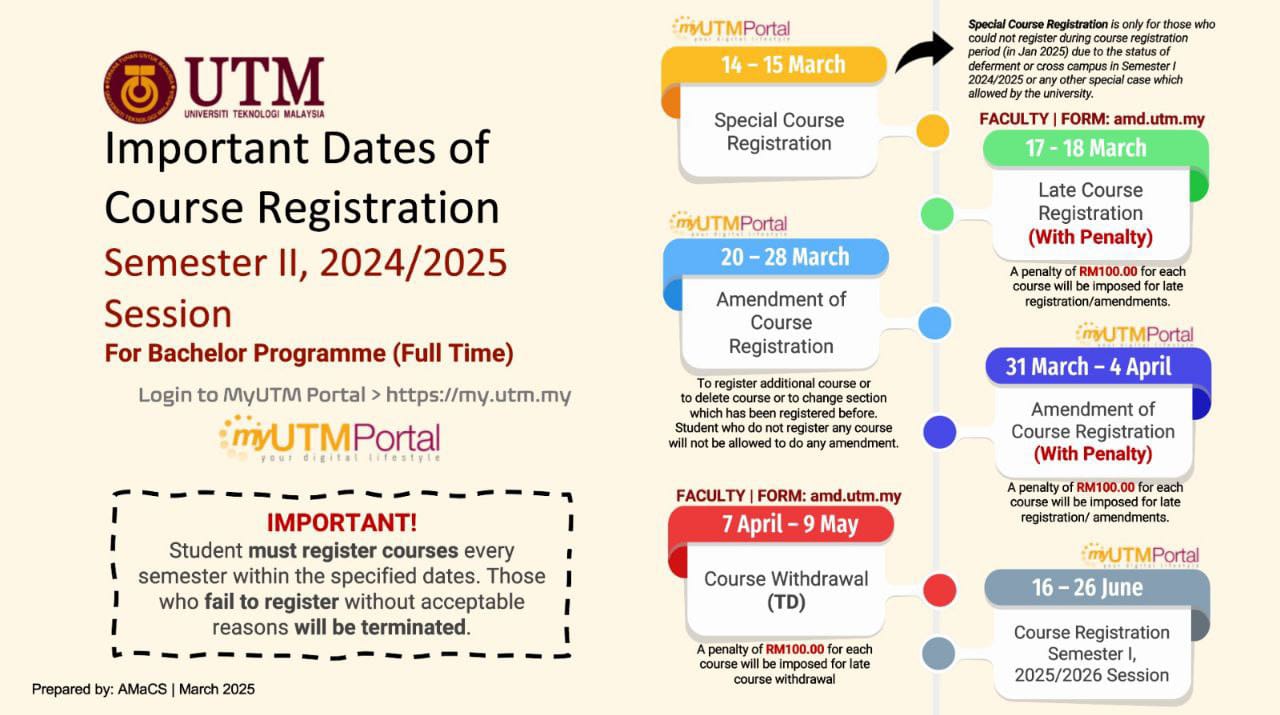 UTM
UNIVERSITI TEKNOLOGI MALAYSIA
Important Dates of
Course Registration
Semester II, 2024/2025
Session
For Bachelor Programme (Full Time)
Login to MyUTM Portal > https://my.utm.my
myUTMPortal
your digital lifestyle
IMPORTANT!
Student must register courses every
semester within the specified dates. Those
who fail to register without acceptable
reasons will be terminated.
Prepared by: AMaCS | March 2025
myUTMPortal
your digital lifestyle
14 – 15 March
Special Course
Registration
Special Course Registration is only for those who
could not register during course registration
period (in Jan 2025) due to the status of
deferment or cross campus in Semester I
2024/2025 or any other special case which
allowed by the university.
FACULTY | FORM: amd.utm.my
17 - 18 March
Late Course
Registration
(With Penalty)
A penalty of RM100.00 for each
course will be imposed for late
registration/amendments.
myUTMPortal
your digital lifestyle
20 – 28 March
Amendment of
Course
Registration
To register additional course or
to delete course or to change section
which has been registered before.
Student who do not register any course
will not be allowed to do any amendment.
myUTMPortal
your digital lifestyle
31 March – 4 April
Amendment of
Course Registration
(With Penalty)
A penalty of RM100.00 for each
course will be imposed for late
registration/ amendments.
FACULTY | FORM: amd.utm.my
7 April – 9 May
Course Withdrawal
(TD)
A penalty of RM100.00 for each
course will be imposed for late
course withdrawal
myUTMPortal
your digital lifestyle
16 – 26 June
Course Registration
Semester I,
2025/2026 Session